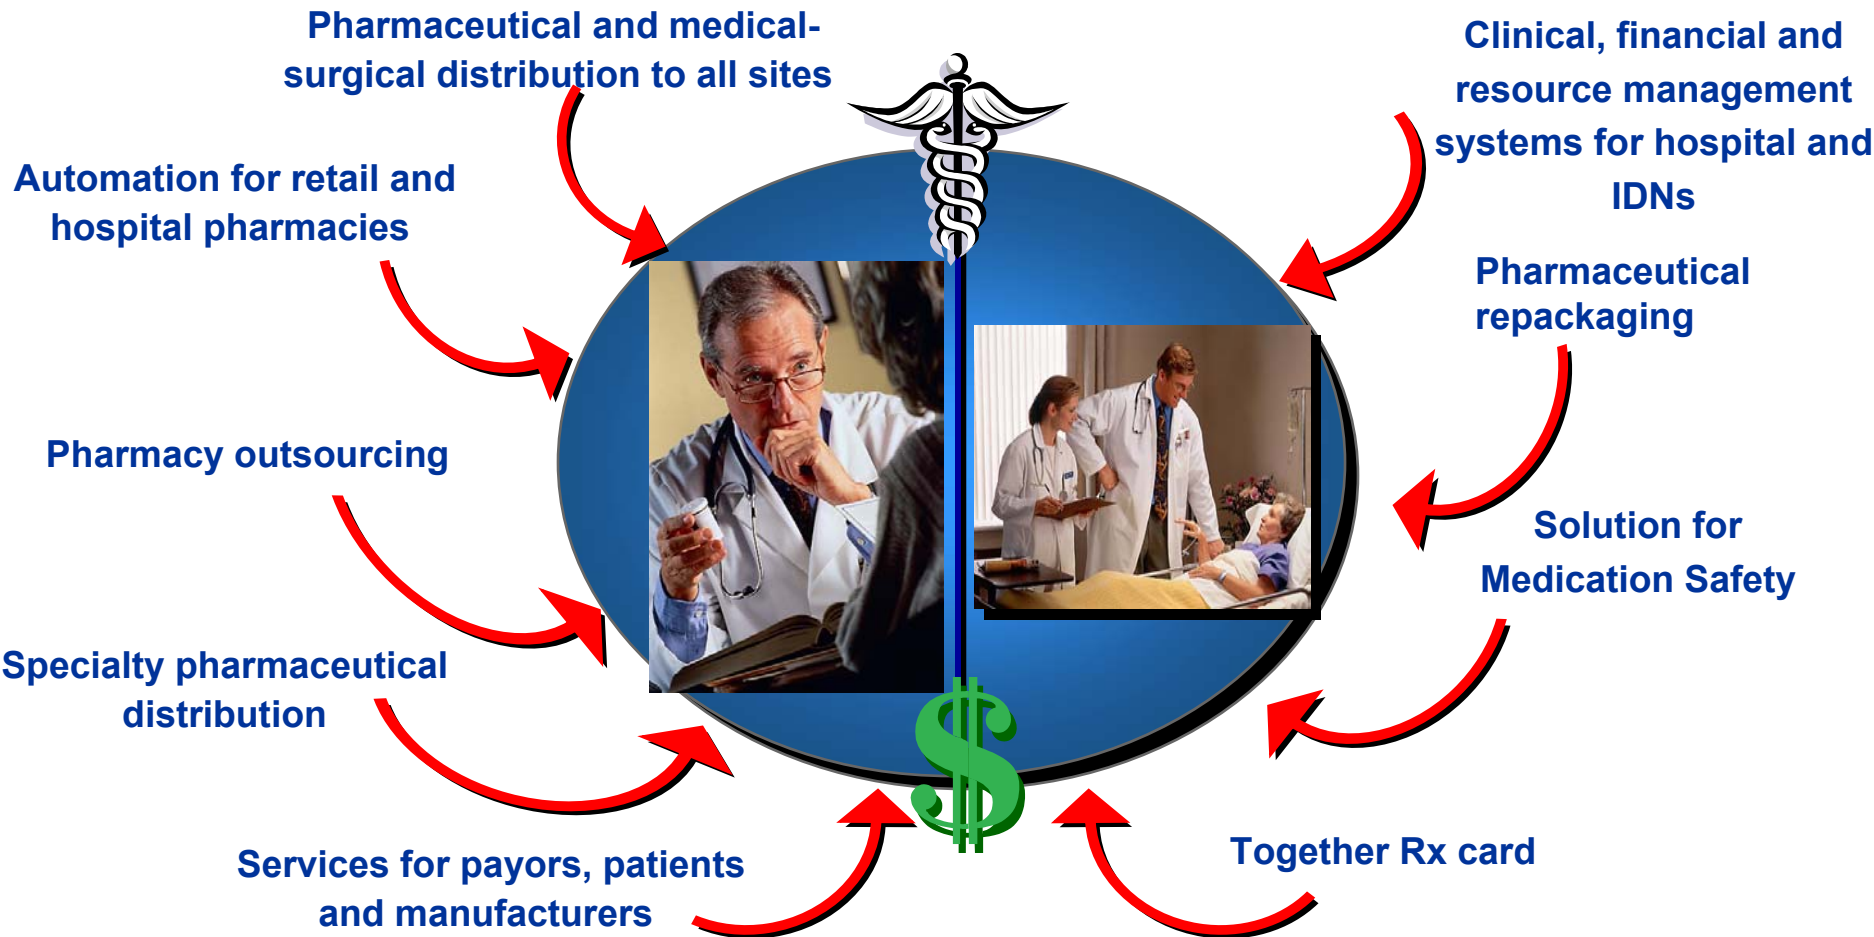 Pharmaceutical and medical-
surgical distribution to all sites
Automation for retail and
hospital pharmacies
Pharmacy outsourcing
Specialty pharmaceutical
distribution
Services for payors, patients
and manufacturers
Clinical, financial and
resource management
systems for hospital and
IDNs
Pharmaceutical
repackaging
Solution for
Medication Safety
Together Rx card
$